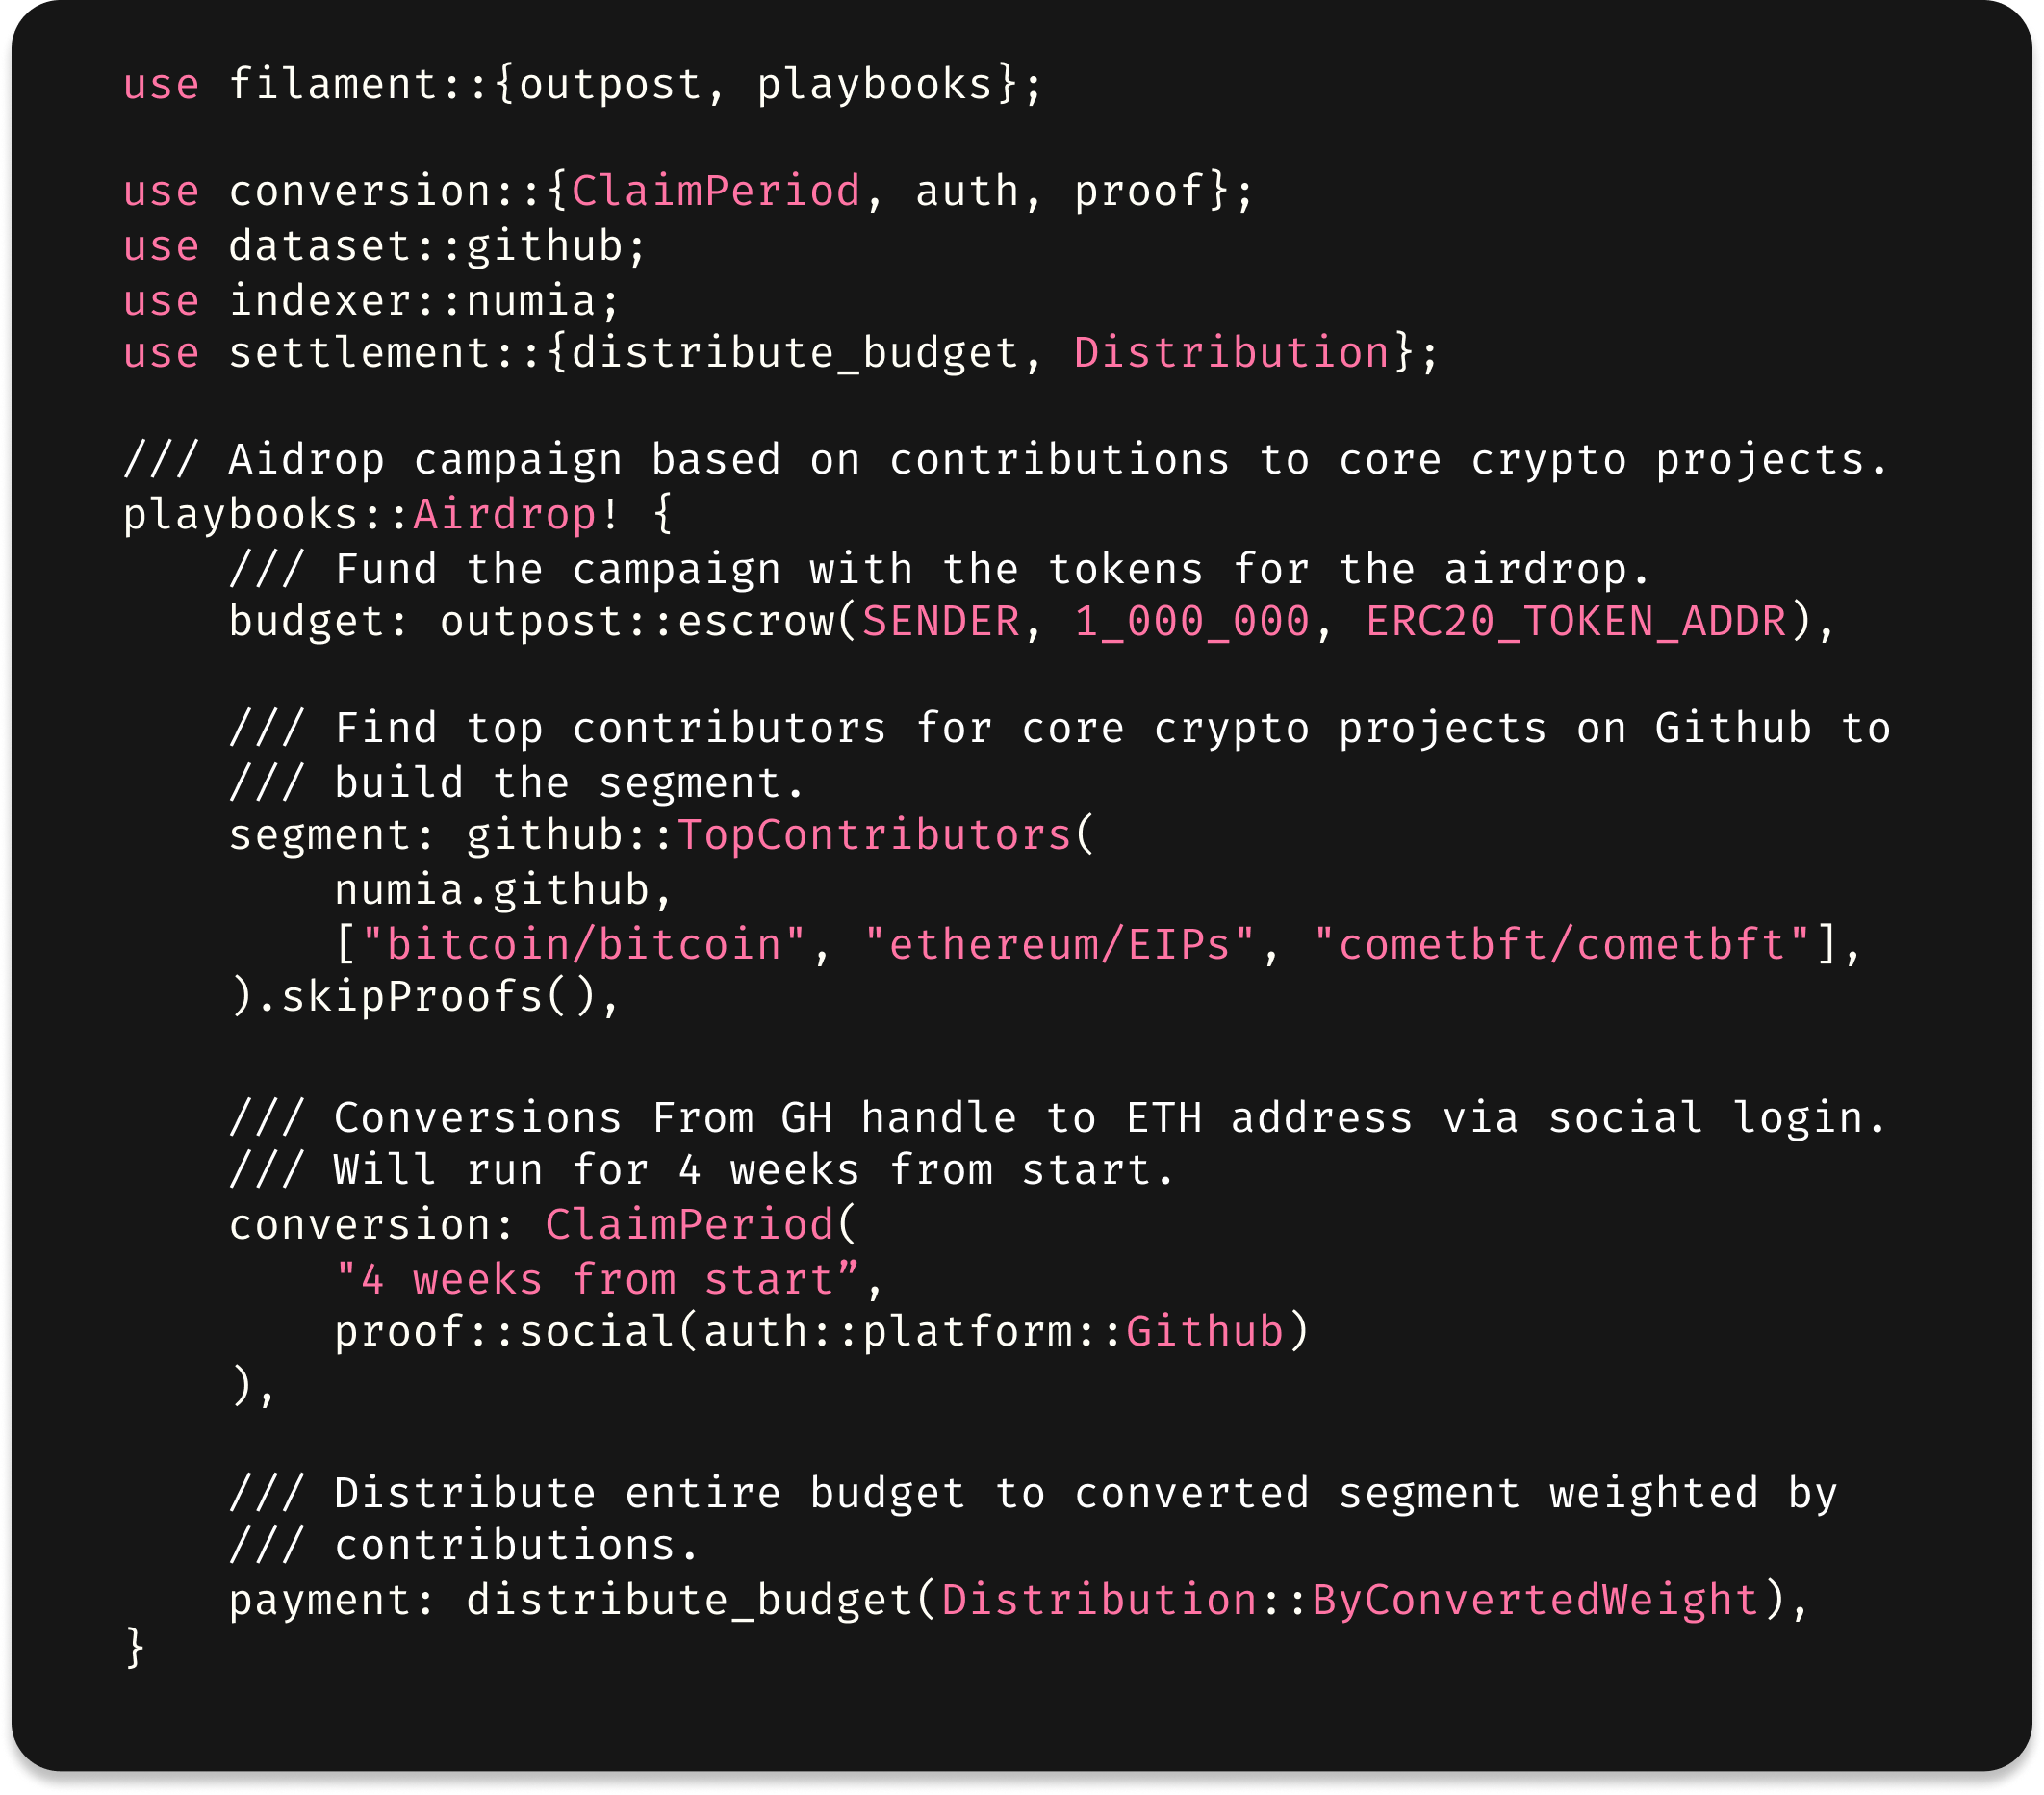 use filament::{outpost, playbooks};
use conversion::{ClaimPeriod, auth, proof};
use dataset::github;
use indexer::numia;
use settlement::{distribute_budget, Distribution};
/// Aidrop campaign based on contributions to core crypto projects.
playbooks::Airdrop! {
    /// Fund the campaign with the tokens for the airdrop.
    budget: outpost::escrow(SENDER, 1_000_000, ERC20_TOKEN_ADDR),
    /// Find top contributors for core crypto projects on Github to
    /// build the segment.
    segment: github::TopContributors(
        numia.github,
        ["bitcoin/bitcoin", "ethereum/EIPs", "cometbft/cometbft"],
    ).skipProofs(),
    /// Conversions From GH handle to ETH address via social login.
    /// Will run for 4 weeks from start.
    conversion: ClaimPeriod(
        "4 weeks from start”,
        proof::social(auth::platform::Github)
    ),
    /// Distribute entire budget to converted segment weighted by
    /// contributions.
    payment: distribute_budget(Distribution::ByConvertedWeight),
}